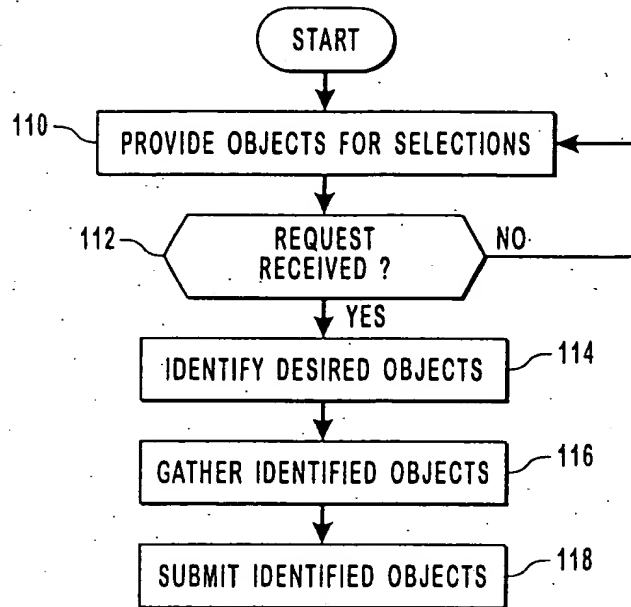 START
110
PROVIDE OBJECTS FOR SELECTIONS
112
REQUEST
RECEIVED ?
NO
YES
IDENTIFY DESIRED OBJECTS
114
GATHER IDENTIFIED OBJECTS
116
SUBMIT IDENTIFIED OBJECTS
118